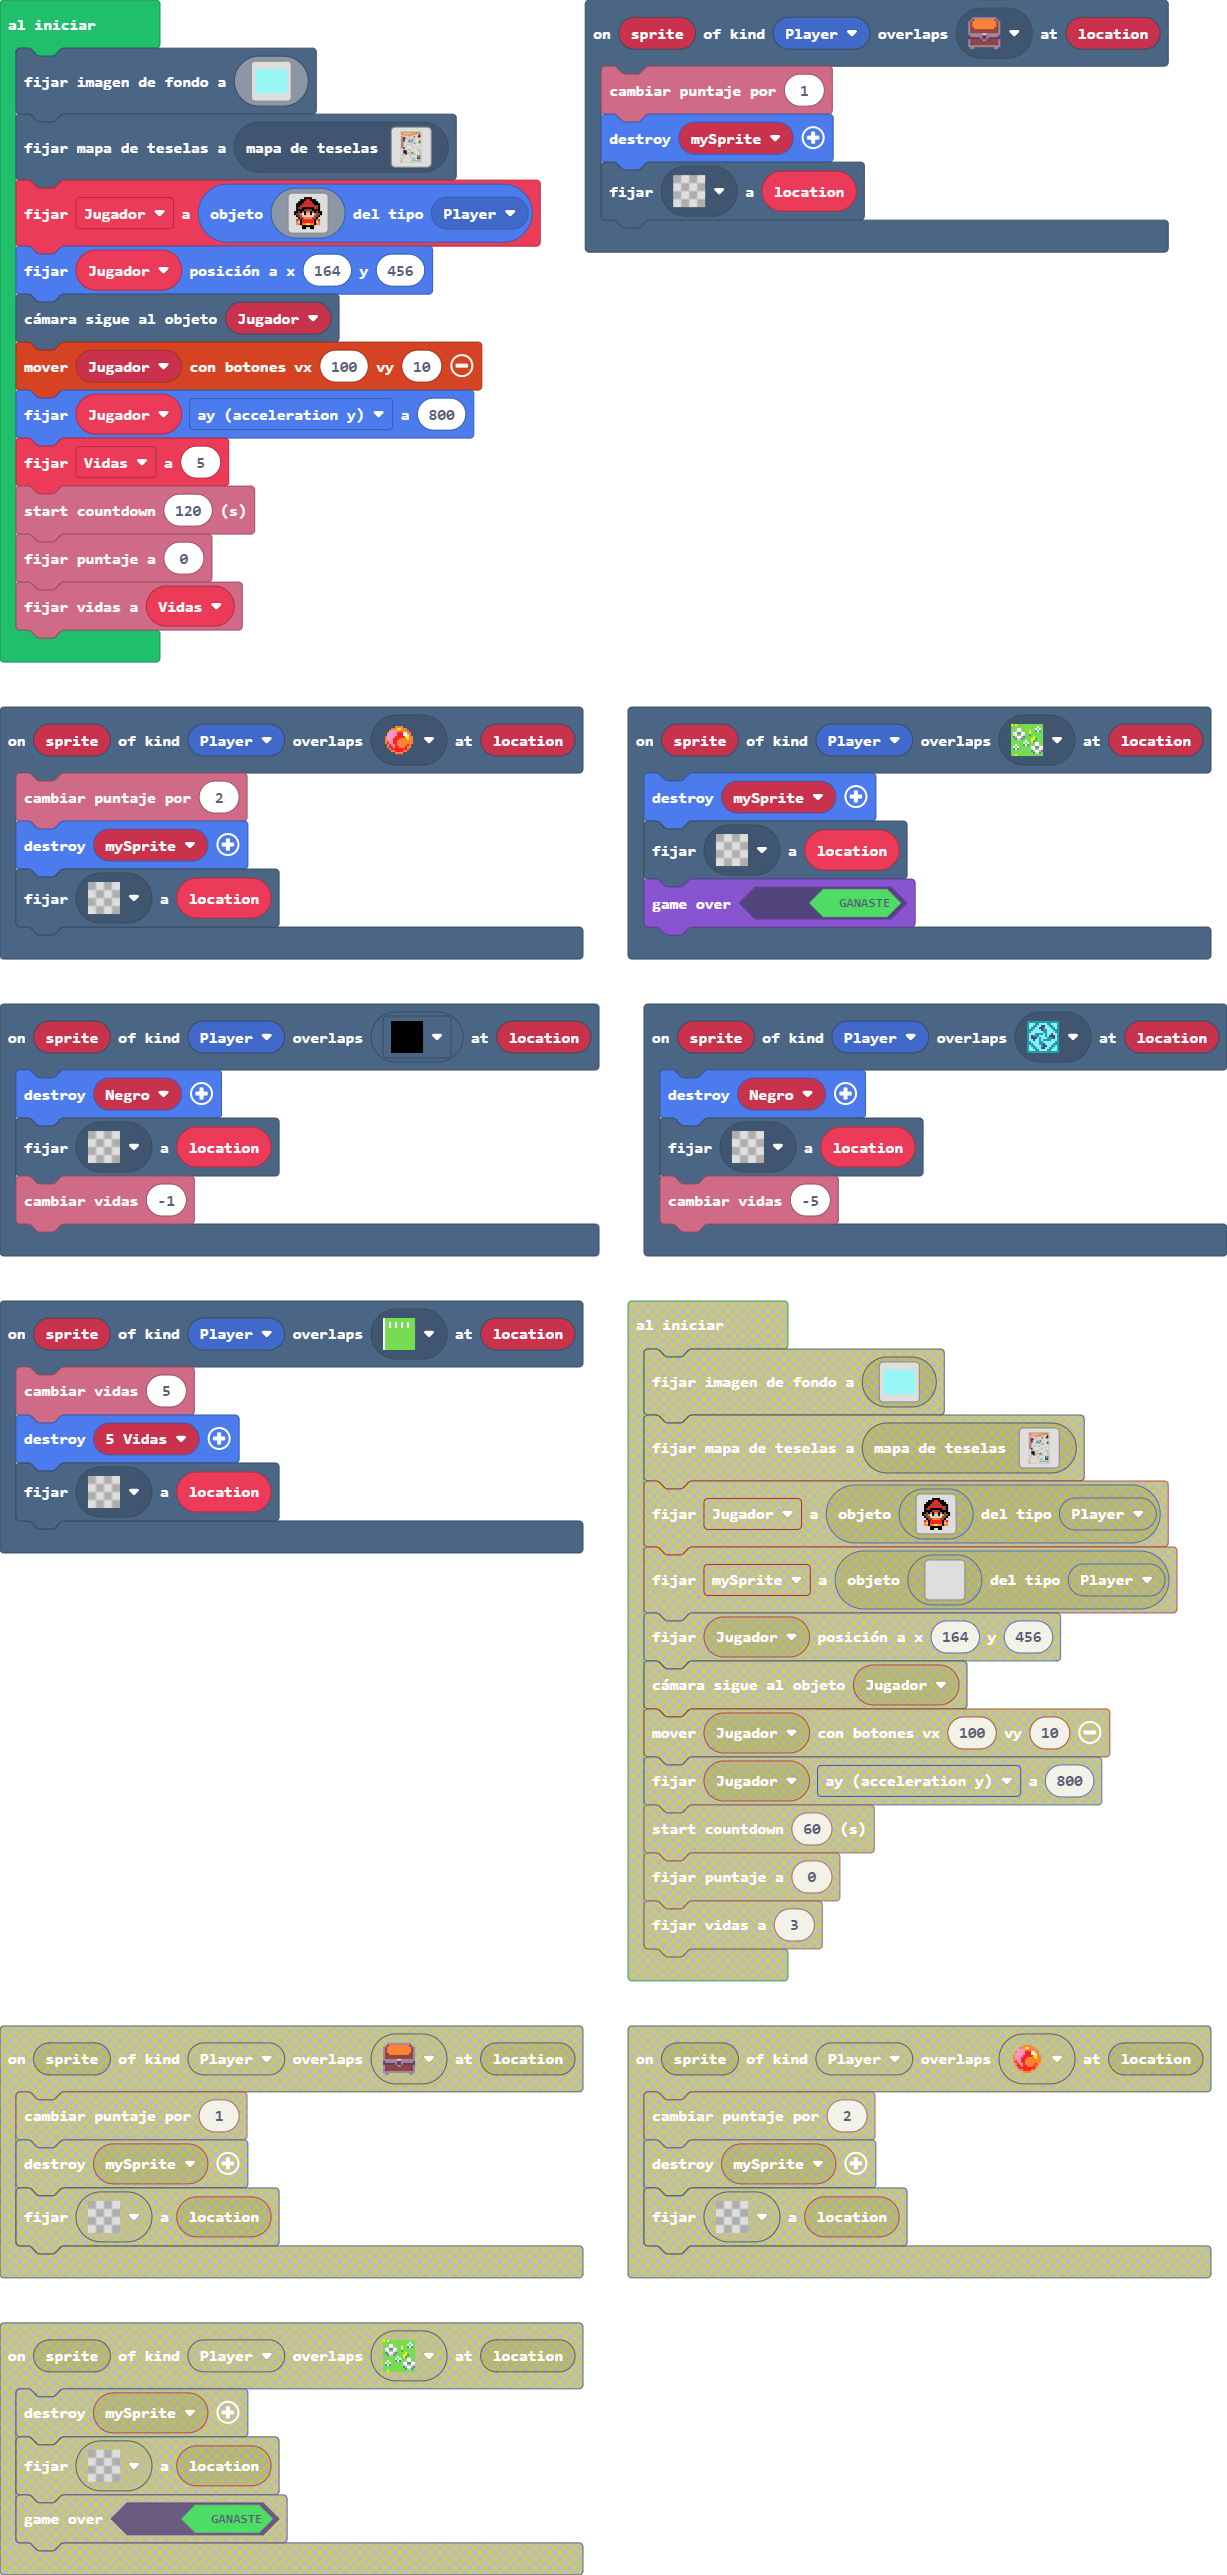 al iniciar
fijar imagen de fondo a
fijar mapa de teselas a mapa de teselas
fijar Jugador a objeto del tipo Player
fijar Jugador posición a x 164 y 456
cámara sigue al objeto Jugador
mover Jugador con botones vx 100 vy 10
fijar Jugador ay (acceleration y) a 800
fijar Vidas a 5
start countdown 120 (s)
fijar puntaje a 0
fijar vidas a Vidas
on sprite of kind Player overlaps at location
cambiar puntaje por 1
destroy mySprite
fijar a location
on sprite of kind Player overlaps at location
cambiar puntaje por 2
destroy mySprite
fijar a location
on sprite of kind Player overlaps at location
destroy mySprite
fijar a location
game over GANASTE
on sprite of kind Player overlaps at location
destroy Negro
fijar a location
cambiar vidas -1
on sprite of kind Player overlaps at location
destroy Negro
fijar a location
cambiar vidas -5
on sprite of kind Player overlaps at location
cambiar vidas 5
destroy 5 Vidas
fijar a location
al iniciar
fijar imagen de fondo a
fijar mapa de teselas a mapa de teselas
fijar Jugador a objeto del tipo Player
fijar mySprite a objeto del tipo Player
fijar Jugador posición a x 164 y 456
cámara sigue al objeto Jugador
mover Jugador con botones vx 100 vy 10
fijar Jugador ay (acceleration y) a 800
start countdown 60 (s)
fijar puntaje a 0
fijar vidas a 3
on sprite of kind Player overlaps at location
cambiar puntaje por 1
destroy mySprite
fijar a location
on sprite of kind Player overlaps at location
cambiar puntaje por 2
destroy mySprite
fijar a location
on sprite of kind Player overlaps at location
destroy mySprite
fijar a location
game over GANASTE